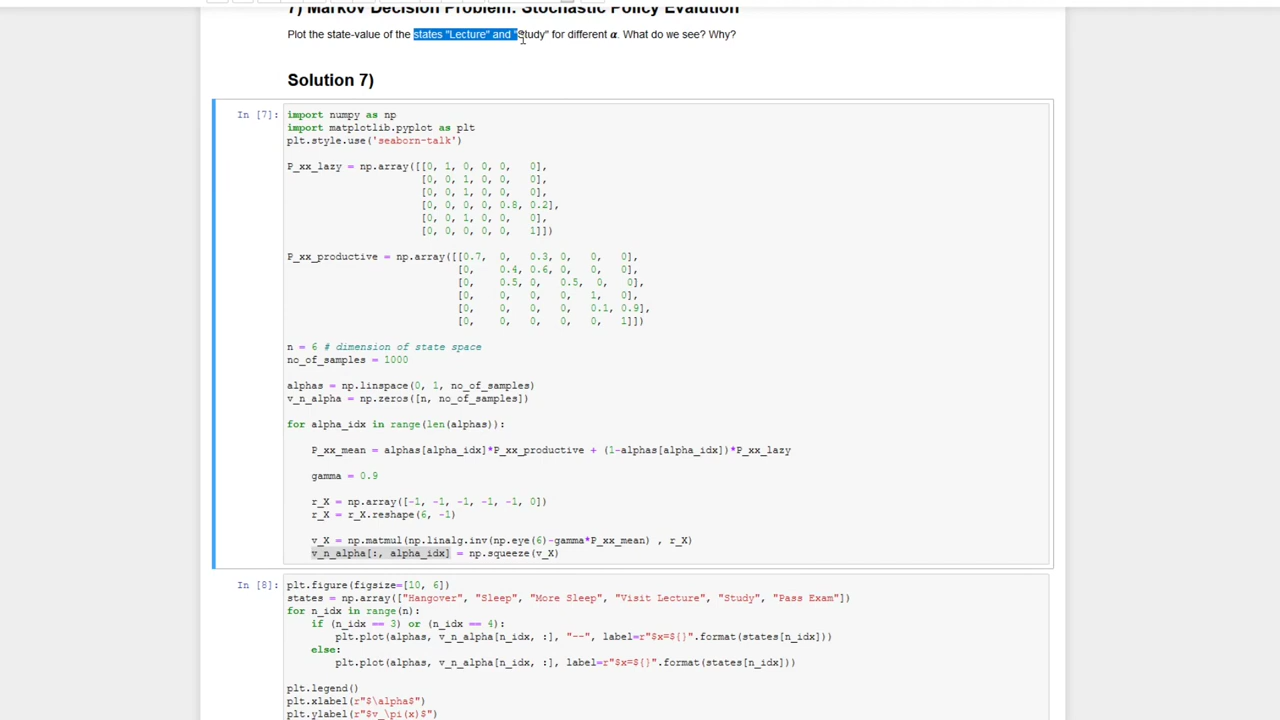 7) Markov Decision Problem: Stochastic Policy Evalution
Plot the state-value of the states "Lecture" and "Study" for different α. What do we see? Why?
Solution 7)
In [7]:
import numpy as np
import matplotlib.pyplot as plt
plt.style.use('seaborn-talk')
P_xx_lazy = np.array([[0, 1, 0, 0, 0, 0],
[0, 0, 1, 0, 0, 0],
[0, 0, 1, 0, 0, 0],
[0, 0, 0, 0, 0.8, 0.2],
[0, 0, 1, 0, 0, 0],
[0, 0, 0, 0, 0, 1]])
P_xx_productive = np.array([[0.7, 0, 0.3, 0, 0, 0],
[0, 0.4, 0.6, 0, 0, 0],
[0, 0.5, 0, 0.5, 0, 0],
[0, 0, 0, 0, 1, 0],
[0, 0, 0, 0, 0.1, 0.9],
[0, 0, 0, 0, 0, 1]])
n = 6 # dimension of state space
no_of_samples = 1000
alphas = np.linspace(0, 1, no_of_samples)
v_n_alpha = np.zeros([n, no_of_samples])
for alpha_idx in range(len(alphas)):
P_xx_mean = alphas[alpha_idx]*P_xx_productive + (1-alphas[alpha_idx])*P_xx_lazy
gamma = 0.9
r_X = np.array([-1, -1, -1, -1, -1, 0])
r_X = r_X.reshape(6, -1)
v_X = np.matmul(np.linalg.inv(np.eye(6)-gamma*P_xx_mean) , r_X)
v_n_alpha[:, alpha_idx] = np.squeeze(v_X)
In [8]:
plt.figure(figsize=[10, 6])
states = np.array(["Hangover", "Sleep", "More Sleep", "Visit Lecture", "Study", "Pass Exam"])
for n_idx in range(n):
if (n_idx == 3) or (n_idx == 4):
plt.plot(alphas, v_n_alpha[n_idx, :], "--", label=r"$x=${}".format(states[n_idx]))
else:
plt.plot(alphas, v_n_alpha[n_idx, :], label=r"$x=${}".format(states[n_idx]))
plt.legend()
plt.xlabel(r"$\alpha$")
plt.ylabel(r"$v_\pi(x)$")